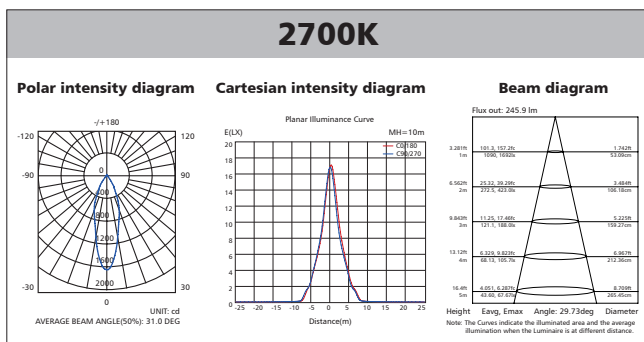 2700K
Polar intensity diagram
Cartesian intensity diagram
Beam diagram
-/+180
-120
120
-90
90
-30
30
0
0
400
800
1200
1600
2000
UNIT: cd
AVERAGE BEAM ANGLE(50%): 31.0 DEG
Planar Illuminance Curve
E(LX)
MH=10m
C0/180
C90/270
20
18
16
14
12
10
8
6
4
2
0
-25 -20 -15 -10 -5 0 5 10 15 20 25
Distance(m)
Flux out: 245.9 lm
3.281ft 101.3, 157.2fc 1.742ft
1m 1090, 1692lx 53.09cm
6.562ft 25.32, 39.29fc 3.484ft
2m 272.5, 423.0lx 106.18cm
9.843ft 11.25, 17.46fc 5.225ft
3m 121.1, 188.0lx 159.27cm
13.12ft 6.329, 9.823fc 6.967ft
4m 68.13, 105.7lx 212.36cm
16.4ft 4.051, 6.287fc 8.709ft
5m 43.60, 67.67lx 265.45cm
Height Eavg, Emax Angle: 29.73deg Diameter
Note: The Curves indicate the illuminated area and the average
illumination when the Luminaire is at different distance.